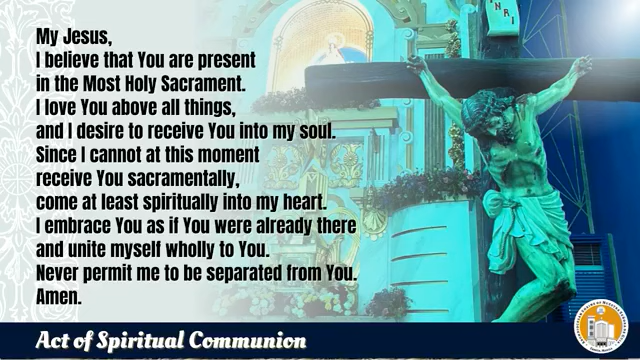 My Jesus,
I believe that You are present
in the Most Holy Sacrament.
I love You above all things,
and I desire to receive You into my soul.
Since I cannot at this moment
receive You sacramentally,
come at least spiritually into my heart.
I embrace You as if You were already there
and unite myself wholly to You.
Never permit me to be separated from You.
Amen.
Act of Spiritual Communion